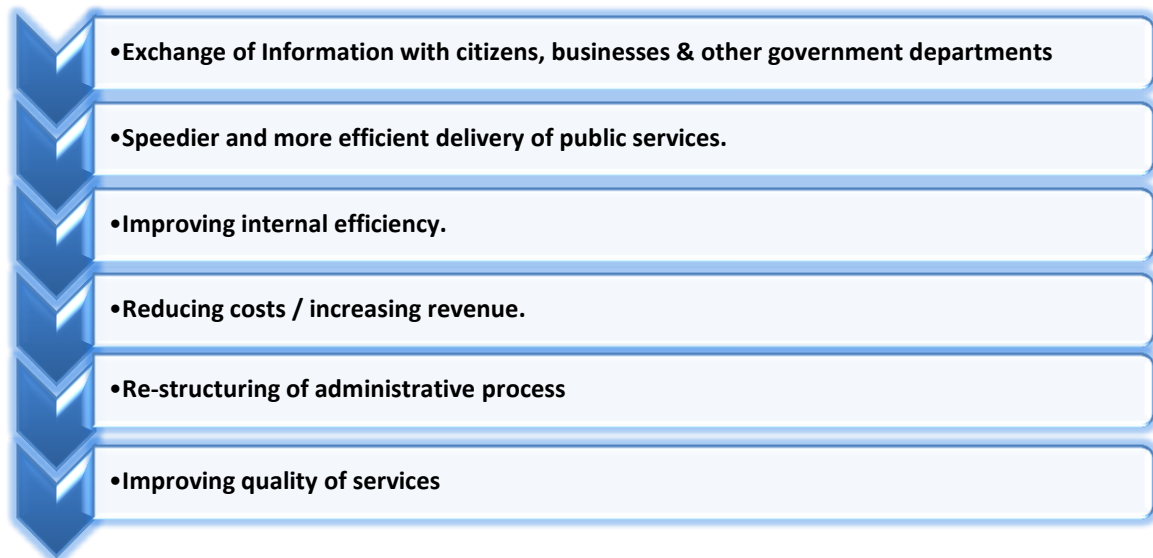 •Exchange of Information with citizens, businesses & other government departments
•Speedier and more efficient delivery of public services.
•Improving internal efficiency.
•Reducing costs / increasing revenue.
•Re-structuring of administrative process
•Improving quality of services